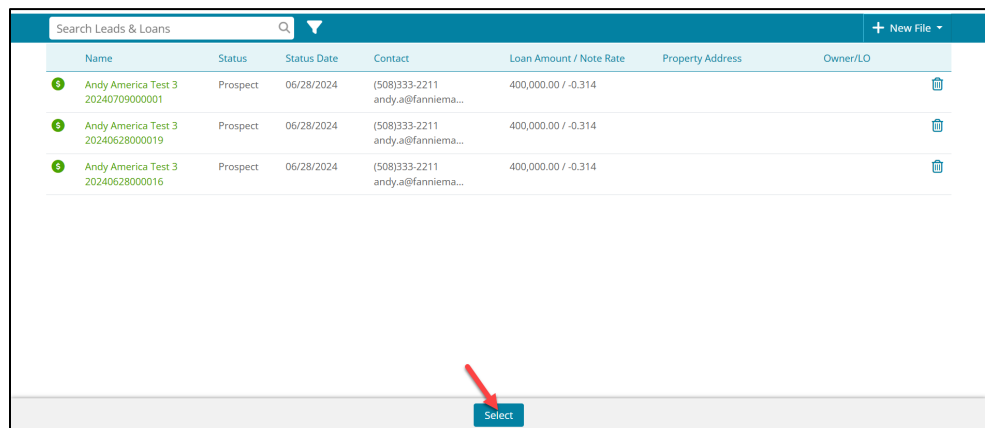 Search Leads & Loans
+ New File
Name Status Status Date Contact Loan Amount / Note Rate Property Address Owner/LO
$ Andy America Test 3 Prospect 06/28/2024 (508)333-2211 400,000.00 / -0.314
20240709000001 andy.a@fanniema...
$ Andy America Test 3 Prospect 06/28/2024 (508)333-2211 400,000.00 / -0.314
20240628000019 andy.a@fanniema...
$ Andy America Test 3 Prospect 06/28/2024 (508)333-2211 400,000.00 / -0.314
20240628000016 andy.a@fanniema...
Select